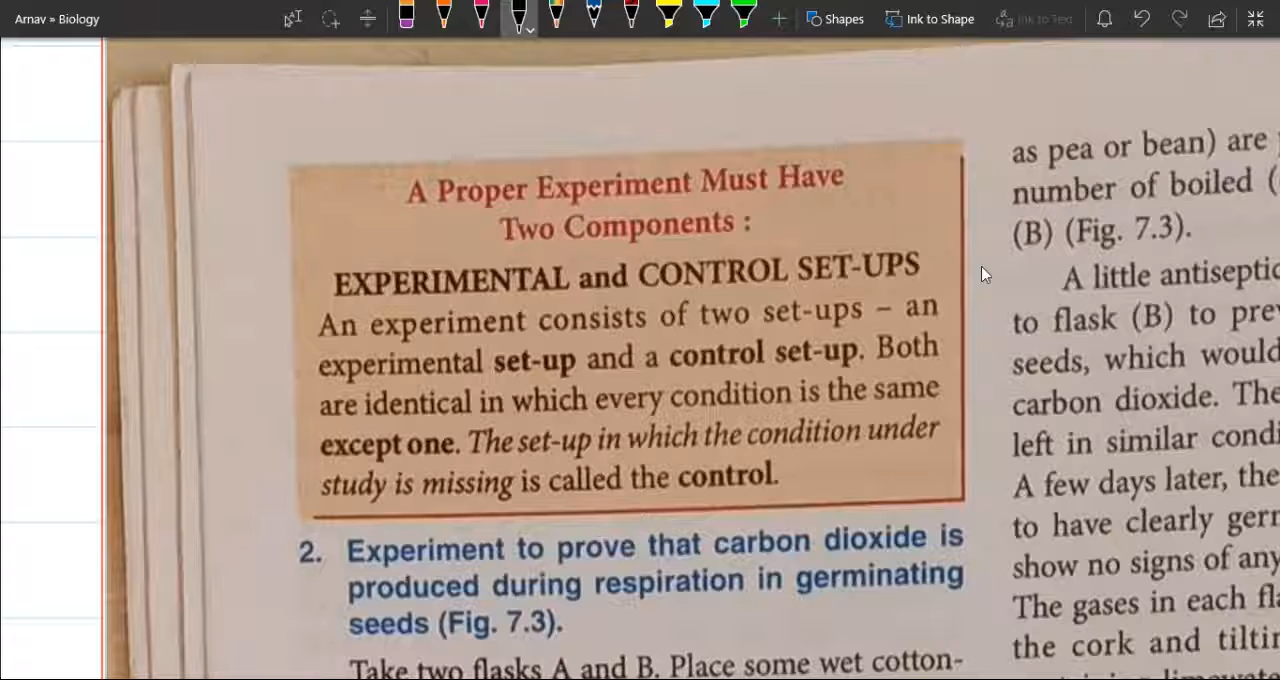 Arnav » Biology
Shapes
Ink to Shape
Ink to Text
A Proper Experiment Must Have
Two Components :
EXPERIMENTAL and CONTROL SET-UPS
An experiment consists of two set-ups – an
experimental set-up and a control set-up. Both
are identical in which every condition is the same
except one. The set-up in which the condition under
study is missing is called the control.
2. Experiment to prove that carbon dioxide is
produced during respiration in germinating
seeds (Fig. 7.3).
Take two flasks A and B. Place some wet cotton-
as pea or bean) are
number of boiled (
(B) (Fig. 7.3).
A little antiseptic
to flask (B) to
seeds, which would
carbon dioxide. The
left in similar
A few days later, the
to have clearly
show no signs of any
The gases in each
the cork and